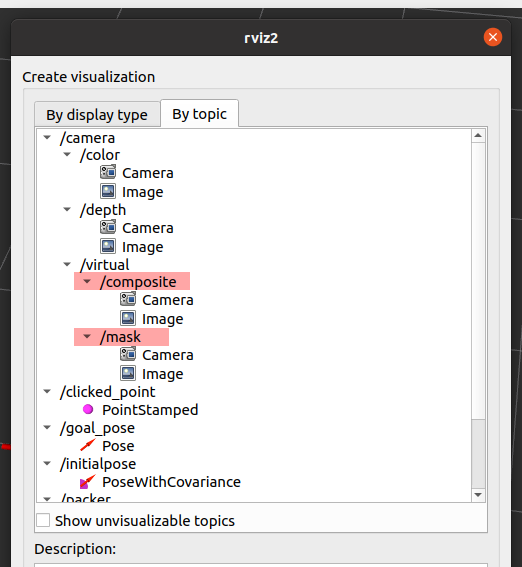 rviz2
Create visualization
By display type By topic
/camera
/color
Camera
Image
/depth
Camera
Image
/virtual
/composite
Camera
Image
/mask
Camera
Image
/clicked_point
PointStamped
/goal_pose
Pose
/initialpose
PoseWithCovariance
/packer
Show unvisualizable topics
Description: